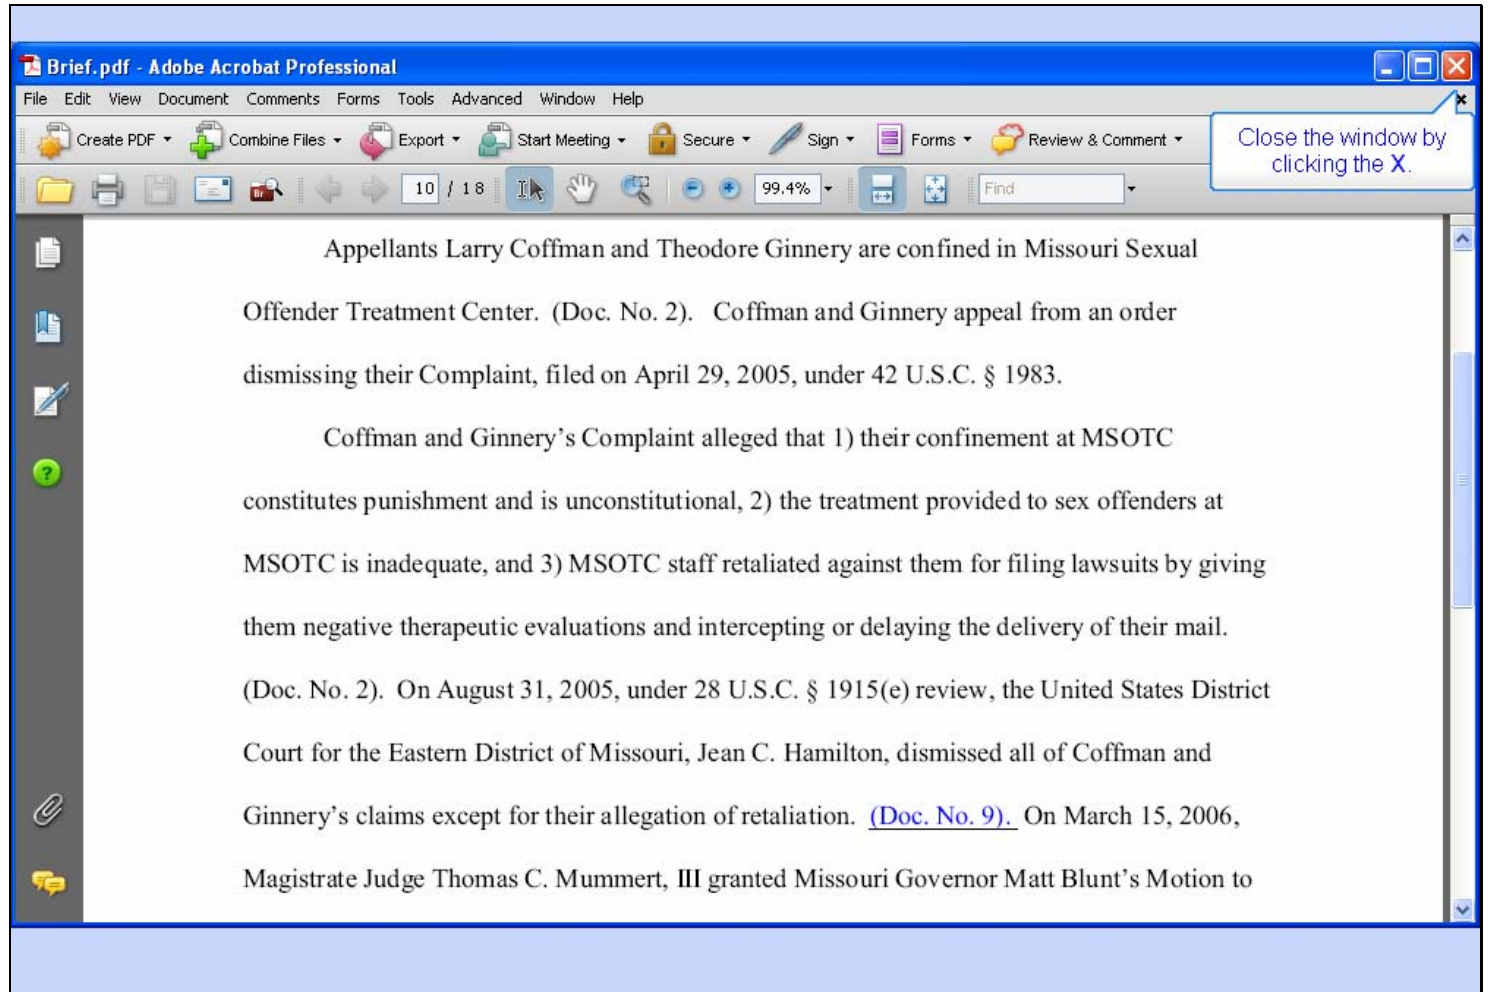 Brief.pdf - Adobe Acrobat Professional
File Edit View Document Comments Forms Tools Advanced Window Help
Create PDF Combine Files Export Start Meeting Secure Sign Forms Review & Comment
Close the window by
clicking the X.
10 / 18 99.4% Find
Appellants Larry Coffman and Theodore Ginnery are confined in Missouri Sexual
Offender Treatment Center. (Doc. No. 2). Coffman and Ginnery appeal from an order
dismissing their Complaint, filed on April 29, 2005, under 42 U.S.C. § 1983.
Coffman and Ginnery’s Complaint alleged that 1) their confinement at MSOTC
constitutes punishment and is unconstitutional, 2) the treatment provided to sex offenders at
MSOTC is inadequate, and 3) MSOTC staff retaliated against them for filing lawsuits by giving
them negative therapeutic evaluations and intercepting or delaying the delivery of their mail.
(Doc. No. 2). On August 31, 2005, under 28 U.S.C. § 1915(e) review, the United States District
Court for the Eastern District of Missouri, Jean C. Hamilton, dismissed all of Coffman and
Ginnery’s claims except for their allegation of retaliation. (Doc. No. 9). On March 15, 2006,
Magistrate Judge Thomas C. Mummert, III granted Missouri Governor Matt Blunt’s Motion to